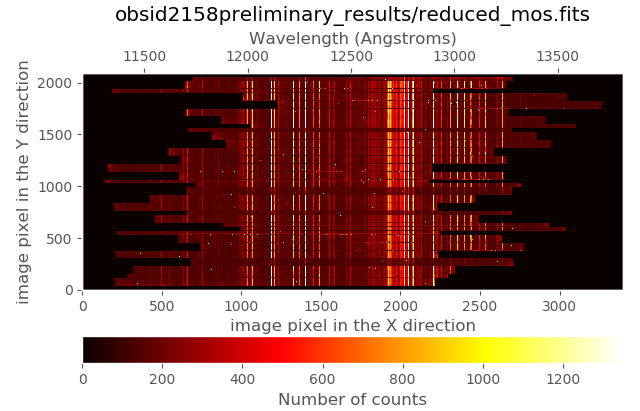 obsid2158preliminary_results/reduced_mos.fits
Wavelength (Angstroms)
11500 12000 12500 13000 13500
image pixel in the Y direction
2000
1500
1000
500
0
0 500 1000 1500 2000 2500 3000
image pixel in the X direction
0 200 400 600 800 1000 1200
Number of counts